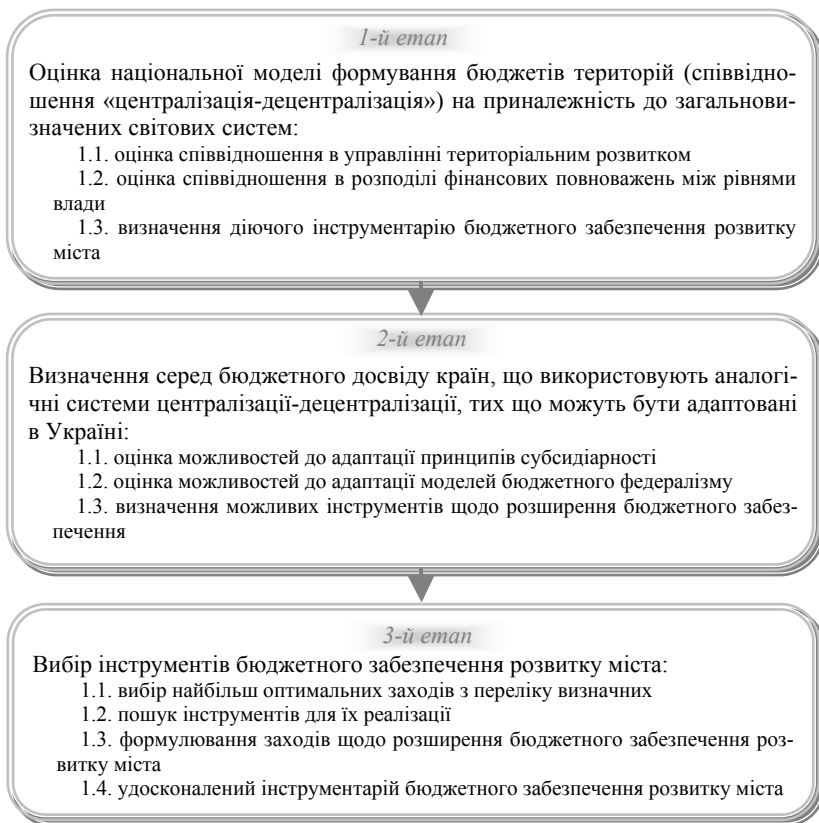 1-й етап
Оцінка національної моделі формування бюджетів територій (співвідно-
шення «централізація-децентралізація») на приналежність до загальнови-
значених світових систем:
1.1. оцінка співвідношення в управлінні територіальним розвитком
1.2. оцінка співвідношення в розподілі фінансових повноважень між рівнями
влади
1.3. визначення діючого інструментарію бюджетного забезпечення розвитку
міста
2-й етап
Визначення серед бюджетного досвіду країн, що використовують аналогі-
чні системи централізації-децентралізації, тих що можуть бути адаптовані
в Україні:
1.1. оцінка можливостей до адаптації принципів субсидіарності
1.2. оцінка можливостей до адаптації моделей бюджетного федералізму
1.3. визначення можливих інструментів щодо розширення бюджетного забез-
печення
3-й етап
Вибір інструментів бюджетного забезпечення розвитку міста:
1.1. вибір найбільш оптимальних заходів з переліку визначних
1.2. пошук інструментів для їх реалізації
1.3. формулювання заходів щодо розширення бюджетного забезпечення роз-
витку міста
1.4. удосконалений інструментарій бюджетного забезпечення розвитку міста